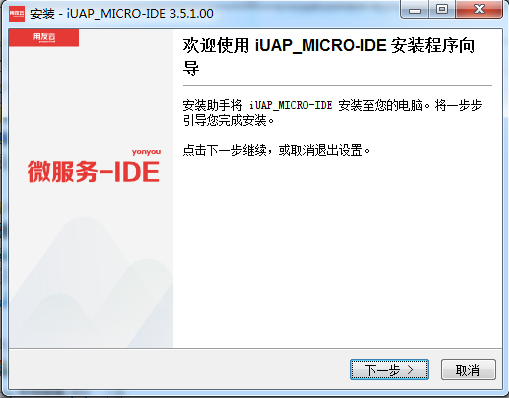 安装 - iUAP_MICRO-IDE 3.5.1.00
用友云
yonyou
微服务-IDE
欢迎使用 iUAP_MICRO-IDE 安装程序向
导
安装助手将 iUAP_MICRO-IDE 安装至您的电脑。将一步步
引导您完成安装。
点击下一步继续，或取消退出设置。
下一步 >
取消